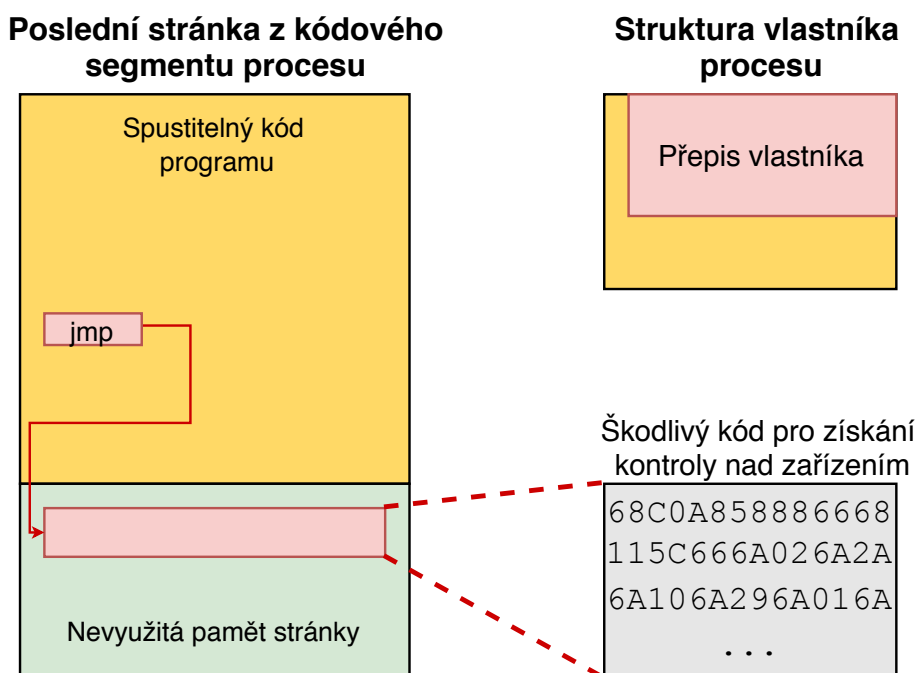 Poslední stránka z kódového
segmentu procesu
Spustitelný kód
programu
jmp
Nevyužitá pamět stránky
Struktura vlastníka
procesu
Přepis vlastníka
Škodlivý kód pro získání
kontroly nad zařízením
68C0A858886668
115C666A026A2A
6A106A296A016A
...